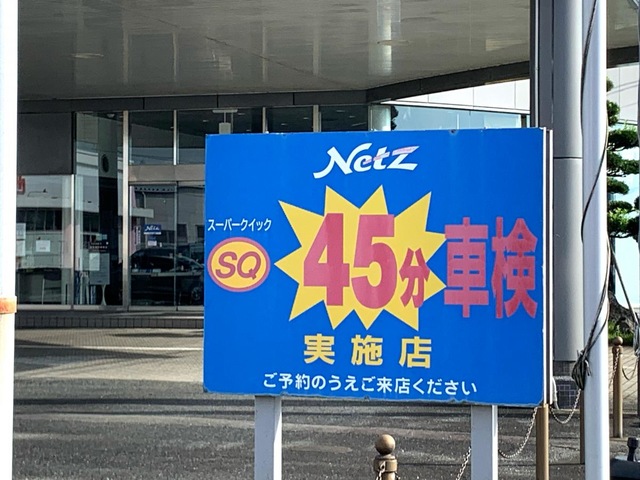 Netz
スーパークイック
SQ
45分車検
実施店
ご予約のうえご来店ください